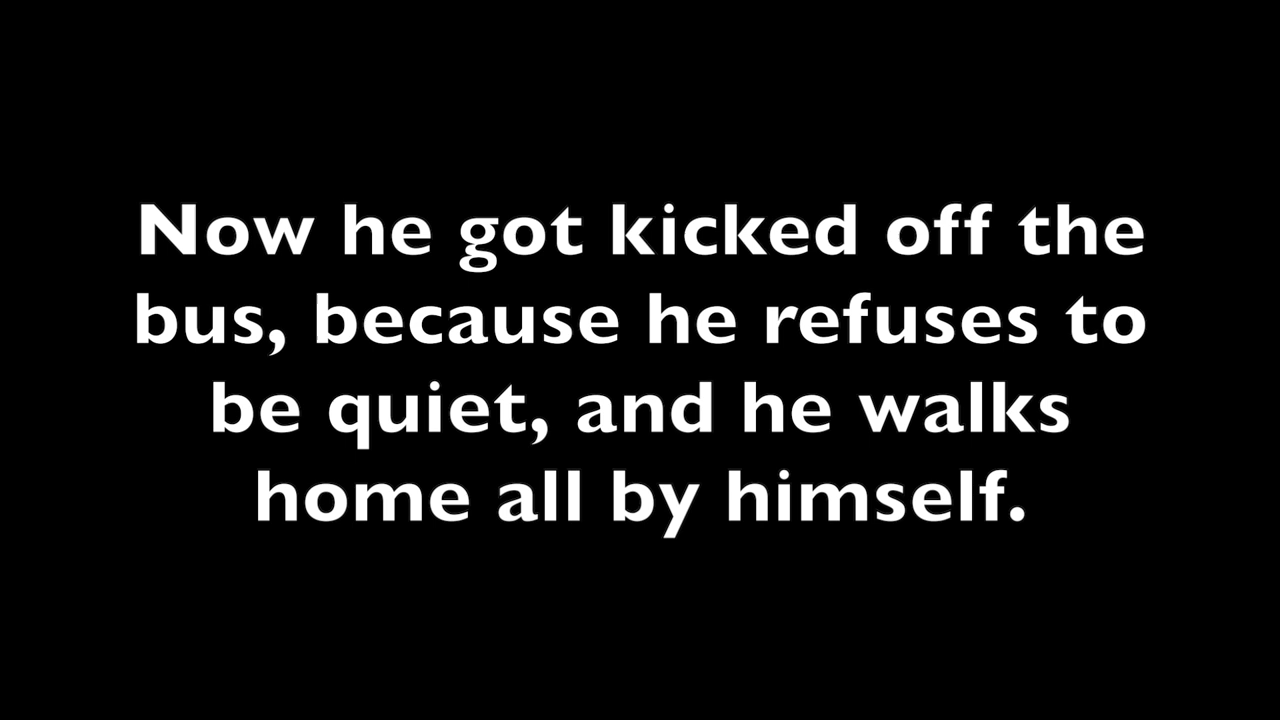 Now he got kicked off the
bus, because he refuses to
be quiet, and he walks
home all by himself.